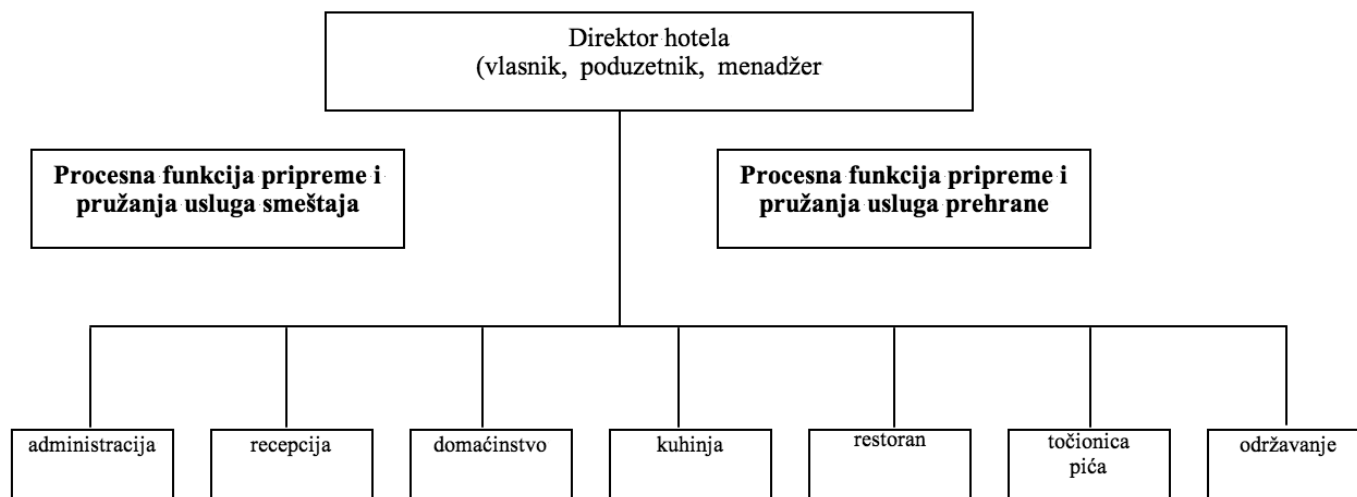 Direktor hotela
(vlasnik, poduzetnik, menadžer
Procesna funkcija pripreme i
pružanja usluga smeštaja
Procesna funkcija pripreme i
pružanja usluga prehrane
administracija
recepcija
domaćinstvo
kuhinja
restoran
točionica
pića
održavanje